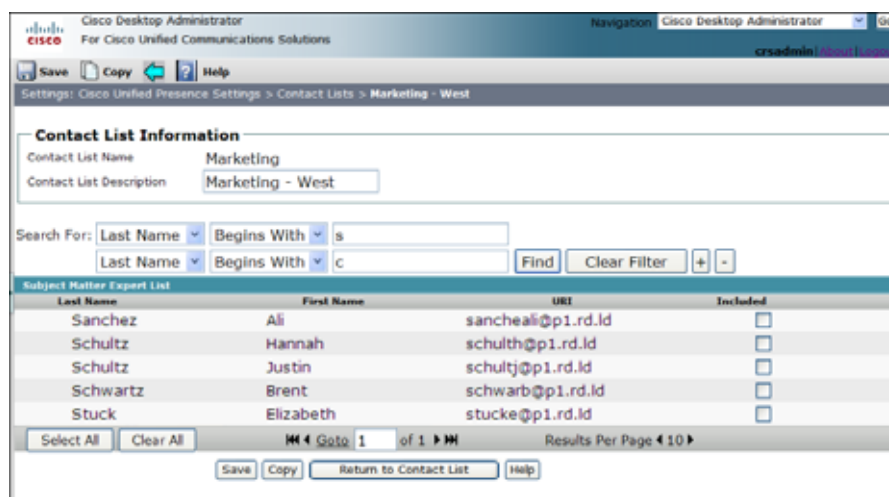 Cisco Desktop Administrator
For Cisco Unified Communications Solutions
Navigation Cisco Desktop Administrator
CISCO
crsadmin | About |
Save Copy ? Help
Settings: Cisco Unified Presence Settings > Contact Lists > Marketing - West
Contact List Information
Contact List Name Marketing
Contact List Description Marketing - West
Search For: Last Name Begins With s
Last Name Begins With c Find Clear Filter + -
Subject Matter Expert List
Last Name First Name URI Included
Sanchez Ali sancheali@p1.rd.ld
Schultz Hannah schulth@p1.rd.ld
Schultz Justin schultj@p1.rd.ld
Schwartz Brent schwarb@p1.rd.ld
Stuck Elizabeth stucke@p1.rd.ld
Select All Clear All Goto 1 of 1 Results Per Page 10
Save Copy Return to Contact List Help